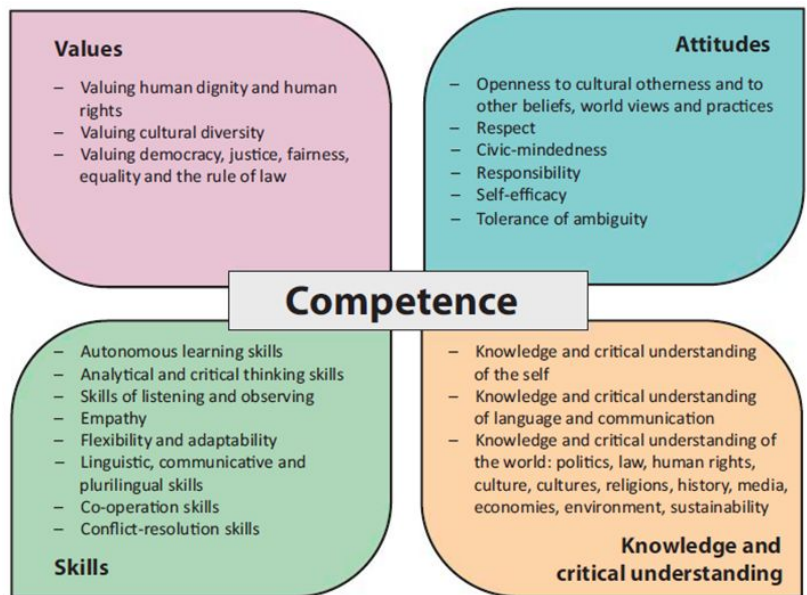 Values
– Valuing human dignity and human
rights
– Valuing cultural diversity
– Valuing democracy, justice, fairness,
equality and the rule of law
Attitudes
– Openness to cultural otherness and to
other beliefs, world views and practices
– Respect
– Civic-mindedness
– Responsibility
– Self-efficacy
– Tolerance of ambiguity
Competence
– Autonomous learning skills
– Analytical and critical thinking skills
– Skills of listening and observing
– Empathy
– Flexibility and adaptability
– Linguistic, communicative and
plurilingual skills
– Co-operation skills
– Conflict-resolution skills
Skills
– Knowledge and critical understanding
of the self
– Knowledge and critical understanding
of language and communication
– Knowledge and critical understanding of
the world: politics, law, human rights,
culture, cultures, religions, history, media,
economies, environment, sustainability
Knowledge and
critical understanding